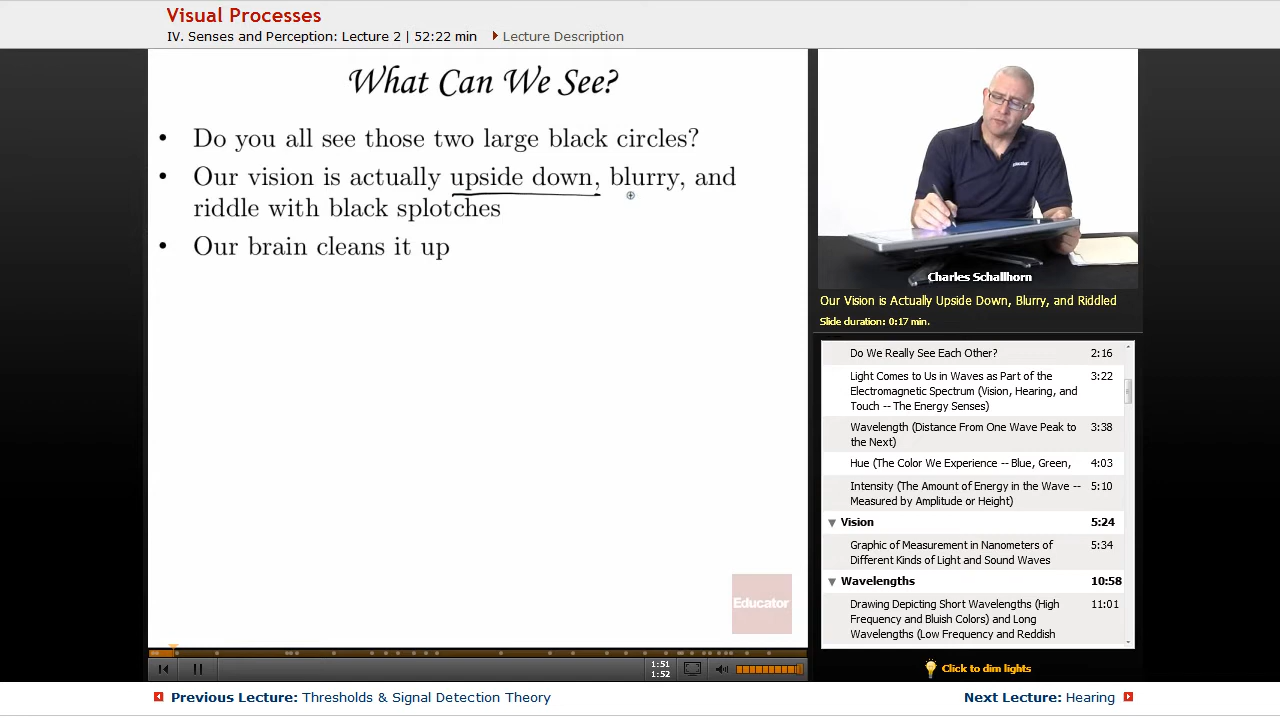 Visual Processes
IV. Senses and Perception: Lecture 2 | 52:22 min Lecture Description
What Can We See?
• Do you all see those two large black circles?
• Our vision is actually upside down, blurry, and
riddle with black splotches
• Our brain cleans it up
Educator
Charles Schallhorn
Our Vision is Actually Upside Down, Blurry, and Riddled
Slide duration: 0:17 min.
Do We Really See Each Other? 2:16
Light Comes to Us in Waves as Part of the 3:22
Electromagnetic Spectrum (Vision, Hearing, and
Touch -- The Energy Senses)
Wavelength (Distance From One Wave Peak to 3:38
the Next)
Hue (The Color We Experience -- Blue, Green, 4:03
Intensity (The Amount of Energy in the Wave -- 5:10
Measured by Amplitude or Height)
Vision 5:24
Graphic of Measurement in Nanometers of 5:34
Different Kinds of Light and Sound Waves
Wavelengths 10:58
Drawing Depicting Short Wavelengths (High 11:01
Frequency and Bluish Colors) and Long
Wavelengths (Low Frequency and Reddish
1:51
1:52
Click to dim lights
Previous Lecture: Thresholds & Signal Detection Theory
Next Lecture: Hearing